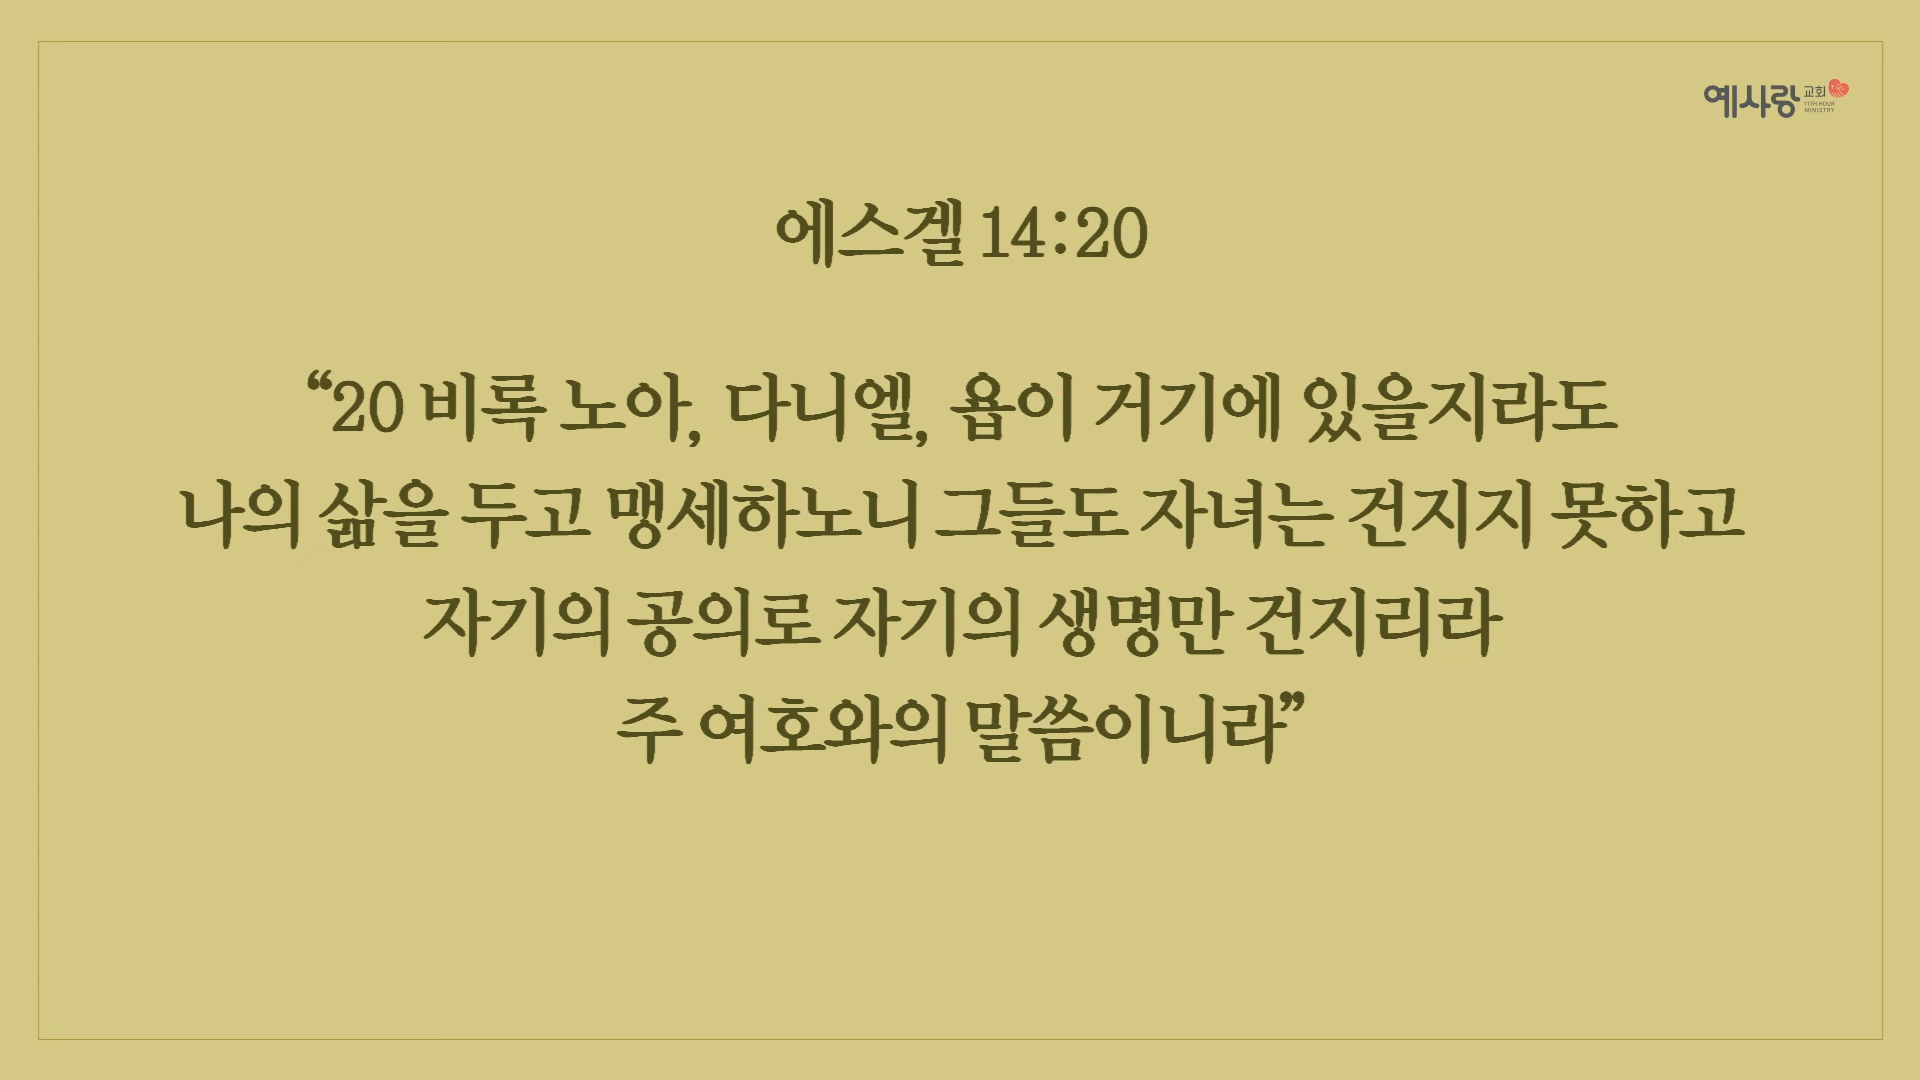 예사랑 교회
11TH HOUR
MINISTRY
에스겔 14:20
“20 비록 노아, 다니엘, 욥이 거기에 있을지라도
나의 삶을 두고 맹세하노니 그들도 자녀는 건지지 못하고
자기의 공의로 자기의 생명만 건지리라
주 여호와의 말씀이니라”